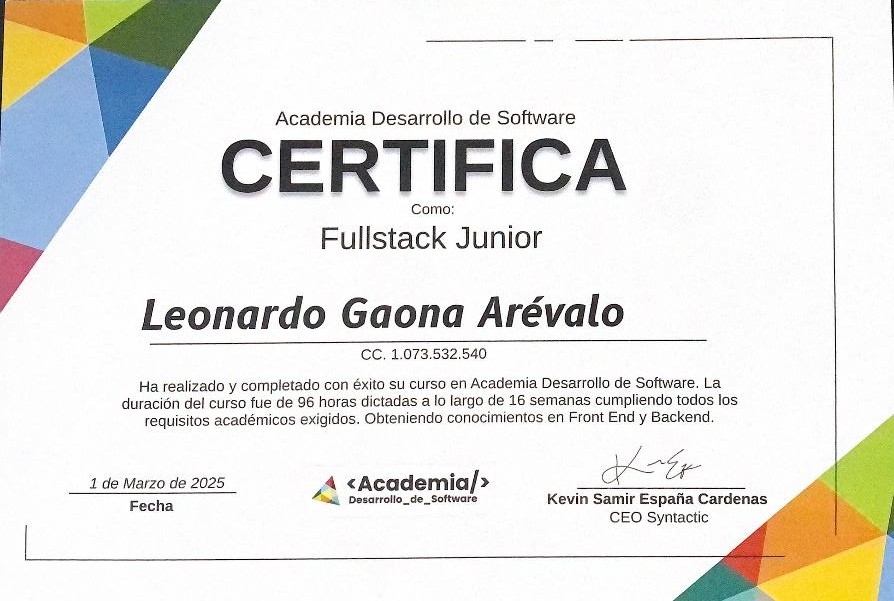 Academia Desarrollo de Software
CERTIFICA
Como:
Fullstack Junior
Leonardo Gaona Arévalo
CC. 1.073.532.540
Ha realizado y completado con éxito su curso en Academia Desarrollo de Software. La
duración del curso fue de 96 horas dictadas a lo largo de 16 semanas cumpliendo todos los
requisitos académicos exigidos. Obteniendo conocimientos en Front End y Backend.
1 de Marzo de 2025
Fecha
<Academia/>
Desarrollo_de_Software
Kevin Samir España Cardenas
CEO Syntactic